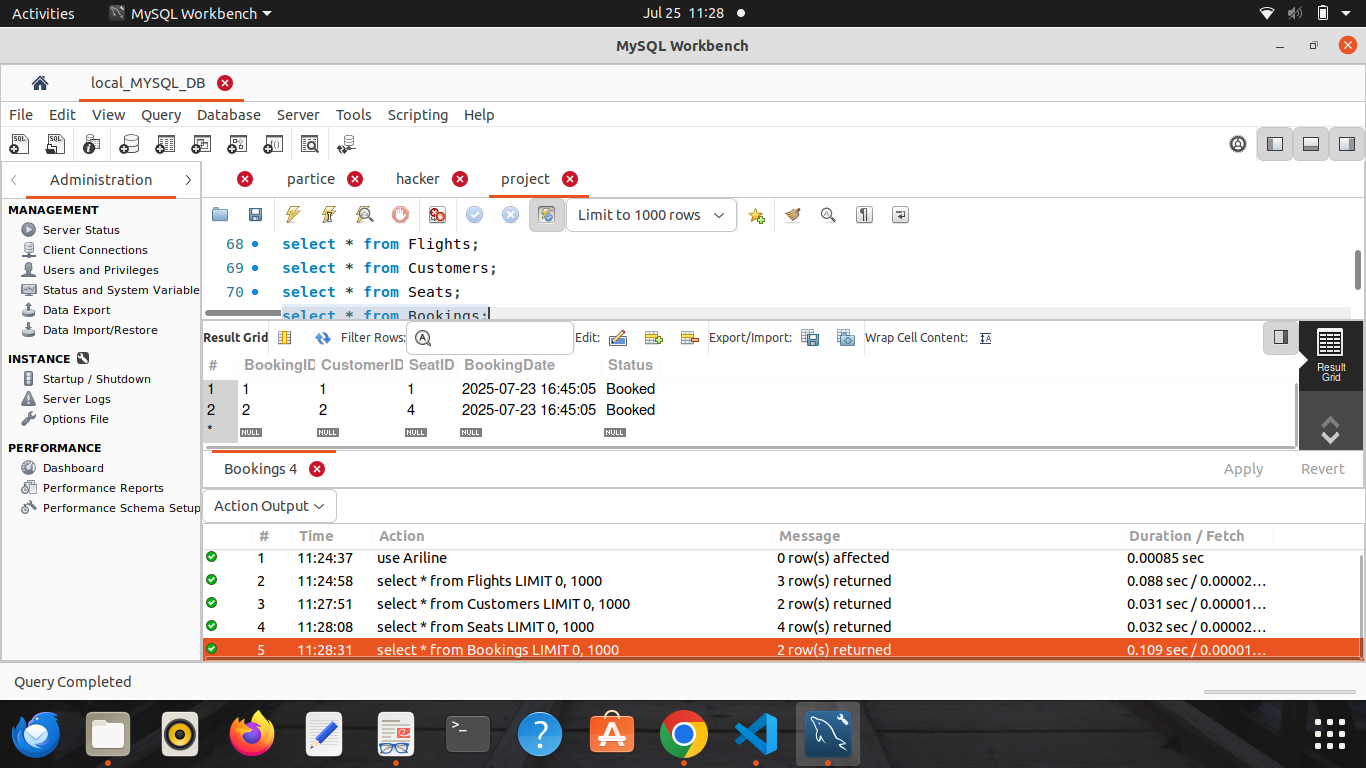 Activities MySQL Workbench Jul 25 11:28
MySQL Workbench
local_MYSQL_DB
File Edit View Query Database Server Tools Scripting Help
Administration partice hacker project
MANAGEMENT
Server Status
Client Connections
Users and Privileges
Status and System Variable
Data Export
Data Import/Restore
INSTANCE
Startup / Shutdown
Server Logs
Options File
PERFORMANCE
Dashboard
Performance Reports
Performance Schema Setup
Limit to 1000 rows
68 select * from Flights;
69 select * from Customers;
70 select * from Seats;
select * from Bookings;
Result Grid Filter Rows: Edit: Export/Import: Wrap Cell Content:
Result Grid
# BookingID CustomerID SeatID BookingDate Status
1 1 1 1 2025-07-23 16:45:05 Booked
2 2 2 4 2025-07-23 16:45:05 Booked
* NULL NULL NULL NULL NULL
Bookings 4 Apply Revert
Action Output
# Time Action Message Duration / Fetch
1 11:24:37 use Ariline 0 row(s) affected 0.00085 sec
2 11:24:58 select * from Flights LIMIT 0, 1000 3 row(s) returned 0.088 sec / 0.00002...
3 11:27:51 select * from Customers LIMIT 0, 1000 2 row(s) returned 0.031 sec / 0.00001...
4 11:28:08 select * from Seats LIMIT 0, 1000 4 row(s) returned 0.032 sec / 0.00002...
5 11:28:31 select * from Bookings LIMIT 0, 1000 2 row(s) returned 0.109 sec / 0.00001...
Query Completed